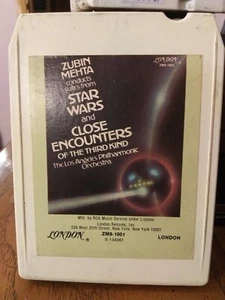 ZUBIN
MEHTA
conducts
suites from
STAR
WARS
and
CLOSE
ENCOUNTERS
OF THE THIRD KIND
The Los Angeles Philharmonic
Orchestra
LONDON
ZM8-1001
Mfd. by RCA Music Service under License
London Records, Inc.
539 West 25th Street, New York, New York 10001
LONDON ® ZM8-1001 LONDON
S 134361